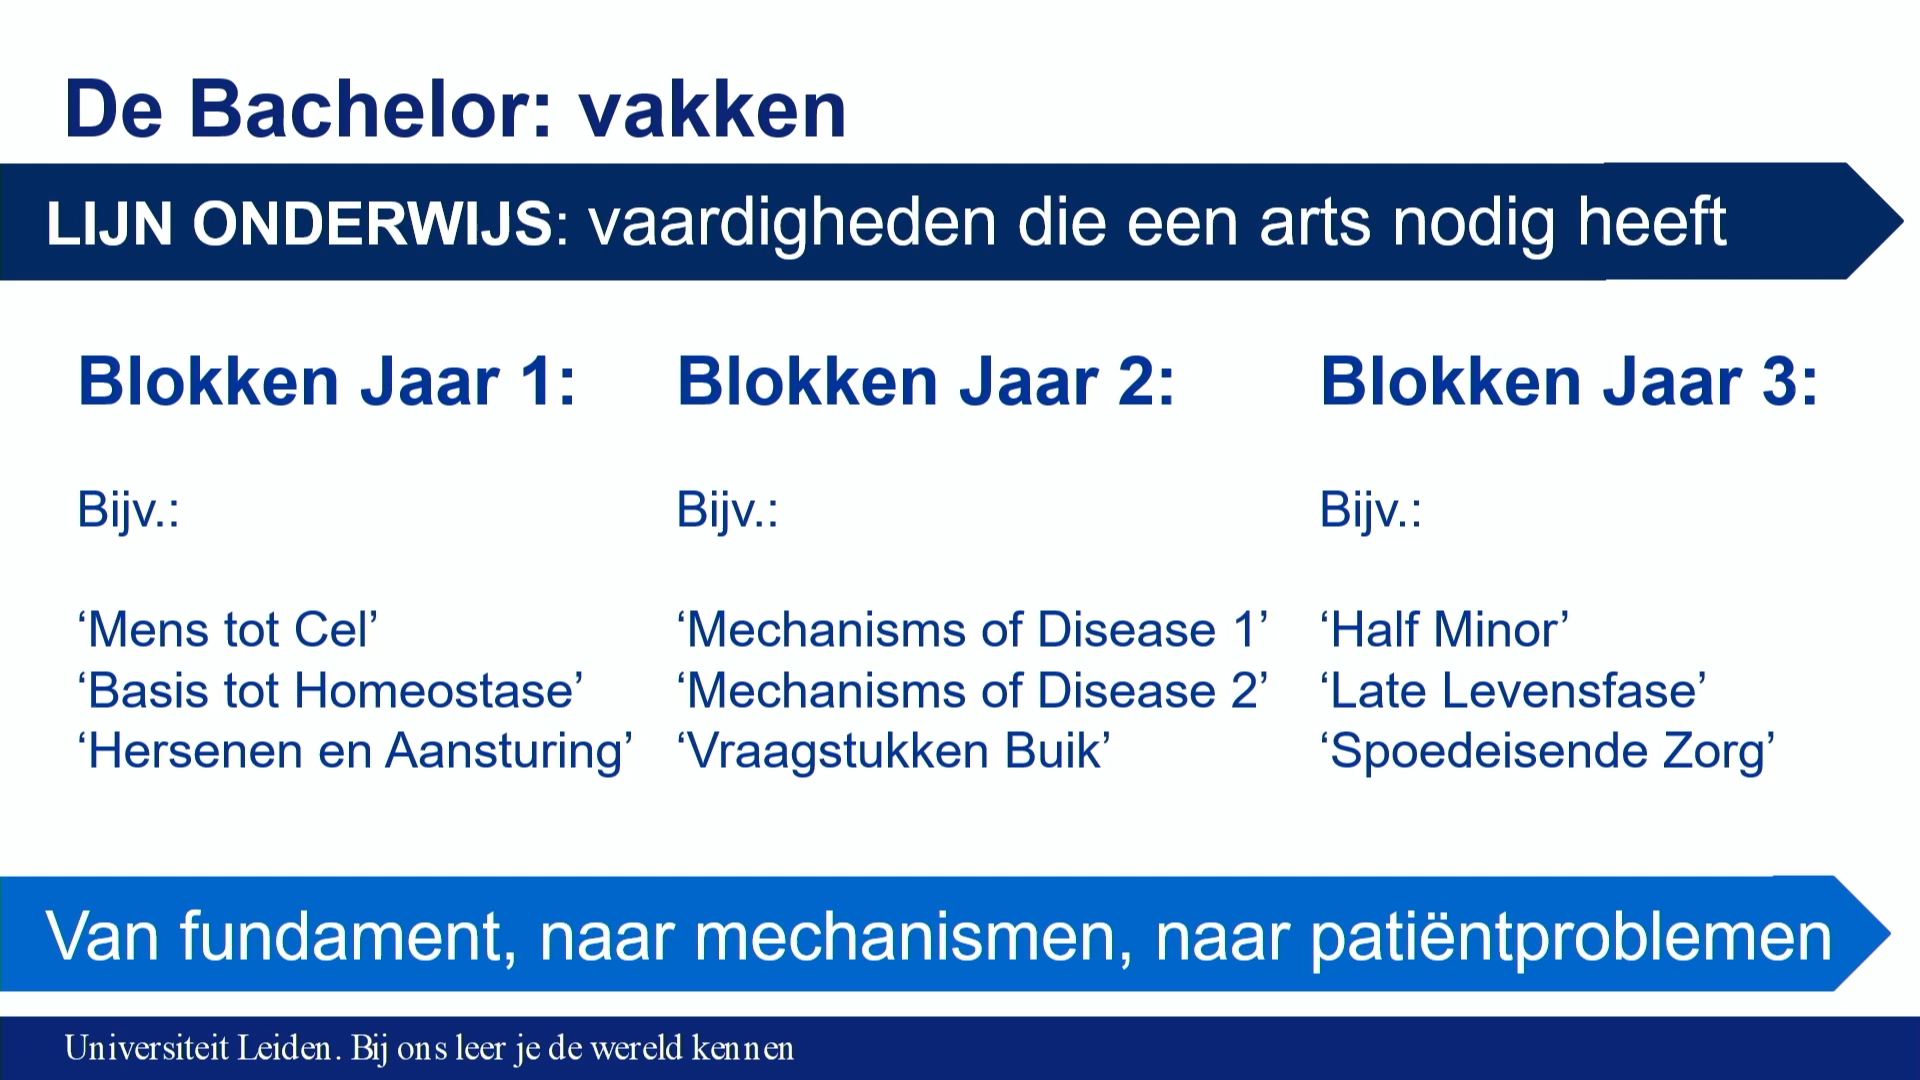 De Bachelor: vakken
LIJN ONDERWIJS: vaardigheden die een arts nodig heeft
Blokken Jaar 1:
Bijv.:
‘Mens tot Cel’
‘Basis tot Homeostase’
‘Hersenen en Aansturing’
Blokken Jaar 2:
Bijv.:
‘Mechanisms of Disease 1’
‘Mechanisms of Disease 2’
‘Vraagstukken Buik’
Blokken Jaar 3:
Bijv.:
‘Half Minor’
‘Late Levensfase’
‘Spoedeisende Zorg’
Van fundament, naar mechanismen, naar patiëntproblemen
Universiteit Leiden. Bij ons leer je de wereld kennen